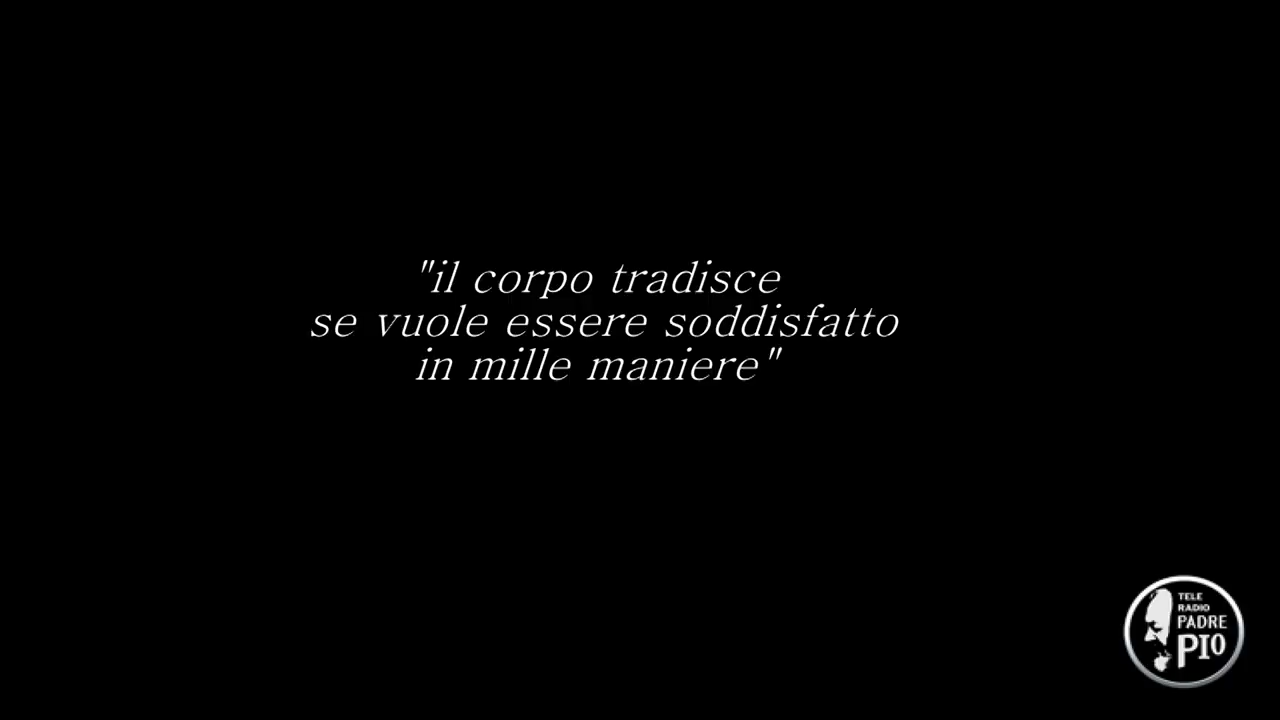 "il corpo tradisce
se vuole essere soddisfatto
in mille maniere"
TELE
RADIO
PADRE
PIO